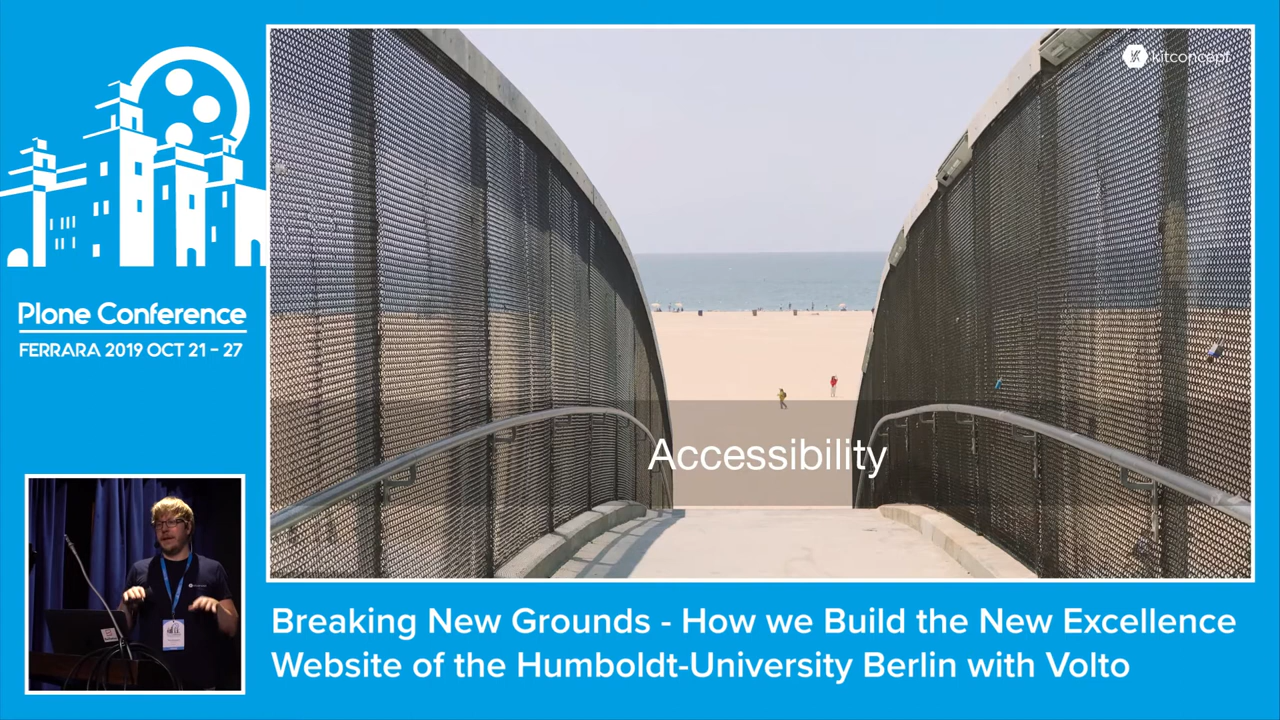 kitconcept
Accessibility
Plone Conference
FERRARA 2019 OCT 21 - 27
Breaking New Grounds - How we Build the New Excellence
Website of the Humboldt-University Berlin with Volto